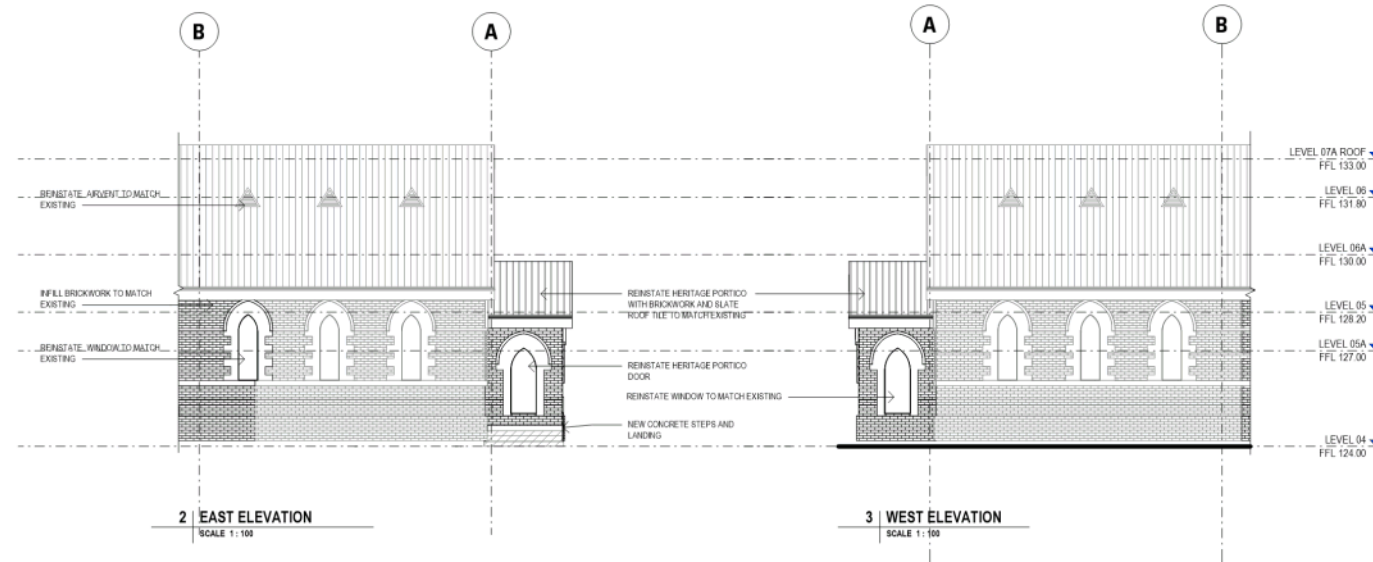 B
A
A
B
LEVEL 07A ROOF
FFL 133.00
REINSTATE AIRVENT TO MATCH
EXISTING
LEVEL 06
FFL 131.80
LEVEL 06A
FFL 130.00
INFILL BRICKWORK TO MATCH
EXISTING
REINSTATE HERITAGE PORTICO
WITH BRICKWORK AND SLATE
ROOF TILE TO MATCH EXISTING
LEVEL 05
FFL 128.20
REINSTATE WINDOW TO MATCH
EXISTING
LEVEL 05A
FFL 127.00
REINSTATE HERITAGE PORTICO
DOOR
REINSTATE WINDOW TO MATCH EXISTING
NEW CONCRETE STEPS AND
LANDING
LEVEL 04
FFL 124.00
2 EAST ELEVATION
SCALE 1 : 100
3 WEST ELEVATION
SCALE 1 : 100